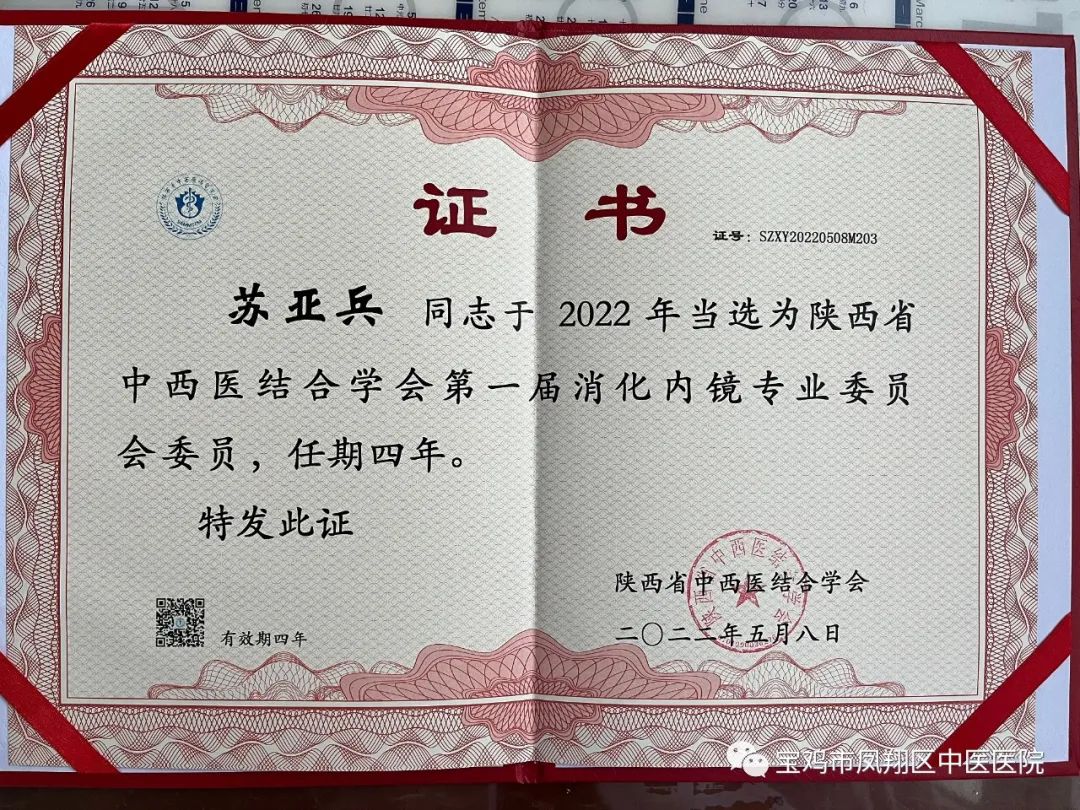 证 书
证号：SZXY20220508M203
苏亚兵 同志于 2022 年当选为陕西省
中西医结合学会第一届消化内镜专业委员
会委员，任期四年。
特发此证
陕西省中西医结合学会
二〇二二年五月八日
有效期四年
宝鸡市凤翔区中医医院